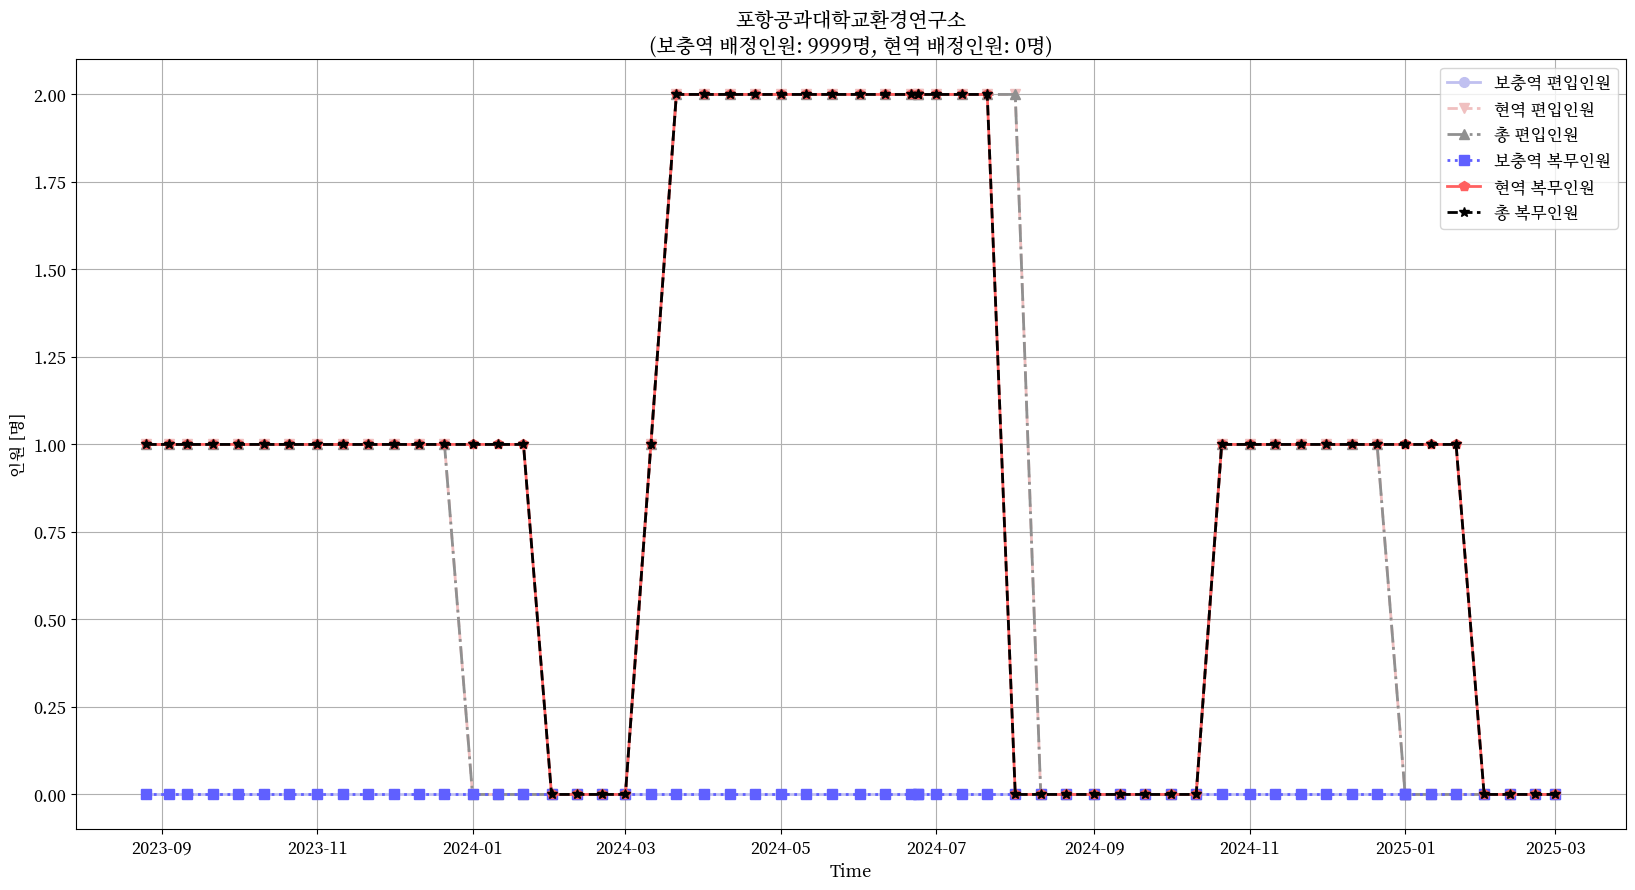 포항공과대학교환경연구소
(보충역 배정인원: 9999명, 현역 배정인원: 0명)
보충역 편입인원
현역 편입인원
총 편입인원
보충역 복무인원
현역 복무인원
총 복무인원
인원 [명]
2.00
1.75
1.50
1.25
1.00
0.75
0.50
0.25
0.00
2023-09
2023-11
2024-01
2024-03
2024-05
2024-07
2024-09
2024-11
2025-01
2025-03
Time